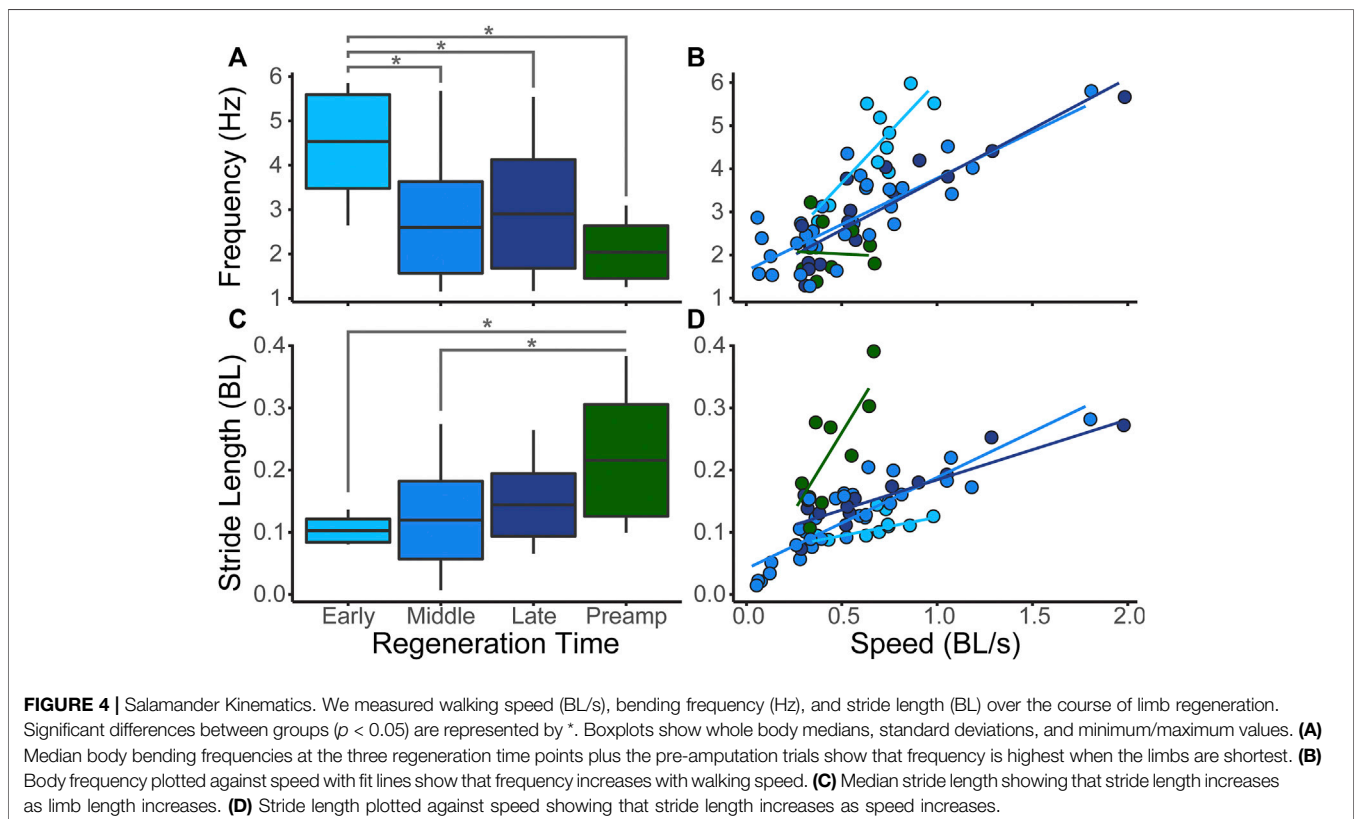 A
*
*
*
Frequency (Hz)
6
5
4
3
2
1
B
6
5
4
3
2
1
C
*
*
Stride Length (BL)
0.4
0.3
0.2
0.1
0.0
Early Middle Late Preamp
Regeneration Time
D
0.4
0.3
0.2
0.1
0.0
0.0 0.5 1.0 1.5 2.0
Speed (BL/s)
FIGURE 4 | Salamander Kinematics. We measured walking speed (BL/s), bending frequency (Hz), and stride length (BL) over the course of limb regeneration.
Significant differences between groups (p < 0.05) are represented by *. Boxplots show whole body medians, standard deviations, and minimum/maximum values. (A)
Median body bending frequencies at the three regeneration time points plus the pre-amputation trials show that frequency is highest when the limbs are shortest. (B)
Body frequency plotted against speed with fit lines show that frequency increases with walking speed. (C) Median stride length showing that stride length increases
as limb length increases. (D) Stride length plotted against speed showing that stride length increases as speed increases.